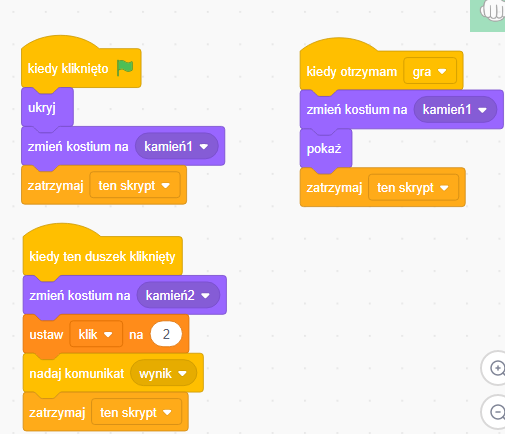 kiedy kliknięto
ukryj
zmień kostium na kamień1
zatrzymaj ten skrypt
kiedy ten duszek kliknięty
zmień kostium na kamień2
ustaw klik na 2
nadaj komunikat wynik
zatrzymaj ten skrypt
kiedy otrzymam gra
zmień kostium na kamień1
pokaż
zatrzymaj ten skrypt